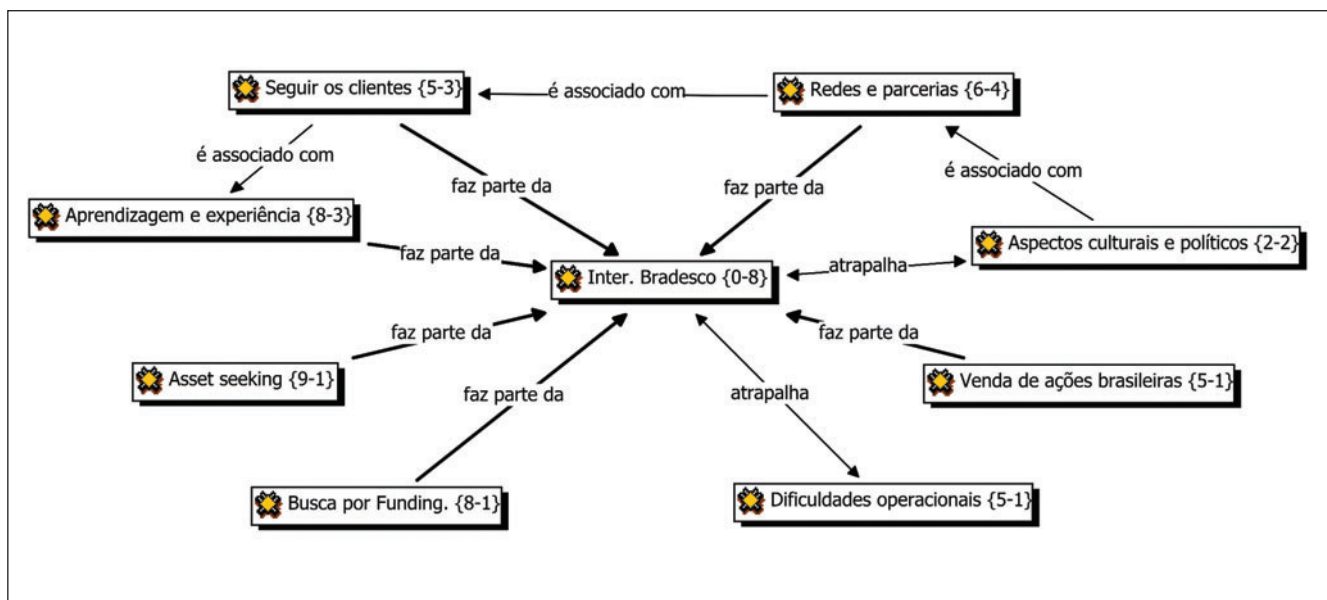 Seguir os clientes {5-3}
é associado com
Redes e parcerias {6-4}
é associado com
é associado com
faz parte da
faz parte da
Aprendizagem e experiência {8-3}
Aspectos culturais e políticos {2-2}
faz parte da
Inter. Bradesco {0-8}
atrapalha
faz parte da
faz parte da
Asset seeking {9-1}
Venda de ações brasileiras {5-1}
faz parte da
atrapalha
Busca por Funding. {8-1}
Dificuldades operacionais {5-1}